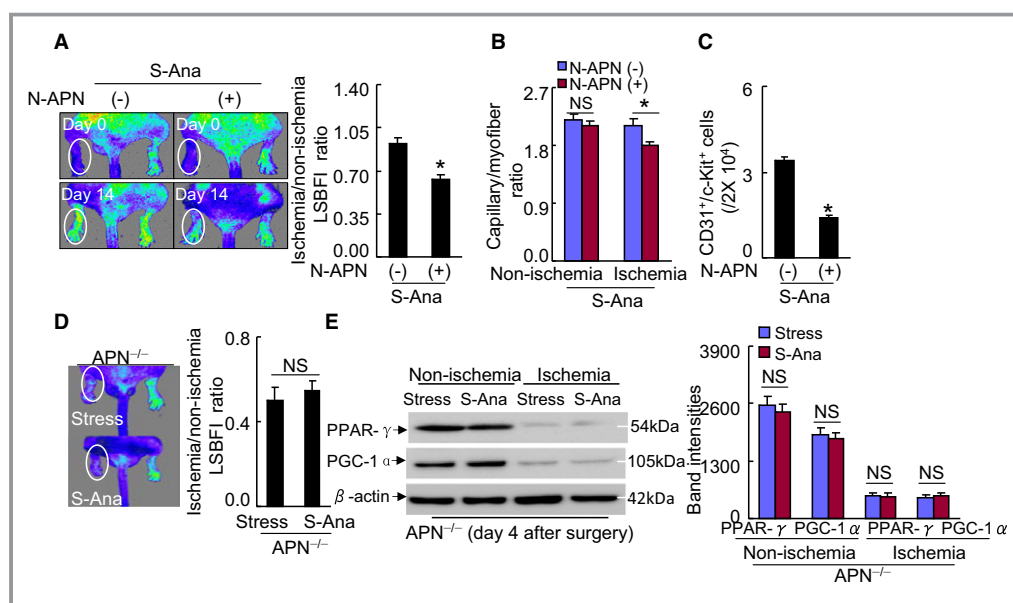 A
S-Ana
N-APN (-) (+)
Day 0 Day 0
Day 14 Day 14
Ischemia/non-ischemia
LSBFI ratio
1.40
1.05
0.70
0.35
0.00
*
N-APN (-) (+)
S-Ana
B
N-APN (-)
N-APN (+)
Capillary/myofiber
ratio
2.7
1.8
0.9
0.0
NS
*
Non-ischemia Ischemia
S-Ana
C
CD31+/c-Kit+ cells
(/2X 10⁴)
6
3
0
*
N-APN (-) (+)
S-Ana
D
APN−/−
Stress
S-Ana
Ischemia/non-ischemia
LSBFI ratio
0.8
0.4
0.0
NS
Stress S-Ana
APN−/−
E
Non-ischemia Ischemia
Stress S-Ana Stress S-Ana
PPAR- γ 54kDa
PGC-1 α 105kDa
β-actin 42kDa
APN−/− (day 4 after surgery)
Stress
S-Ana
Band intensities
3900
2600
1300
0
NS
NS
NS NS
PPAR- γ PGC-1 α PPAR- γ PGC-1 α
Non-ischemia Ischemia
APN−/−